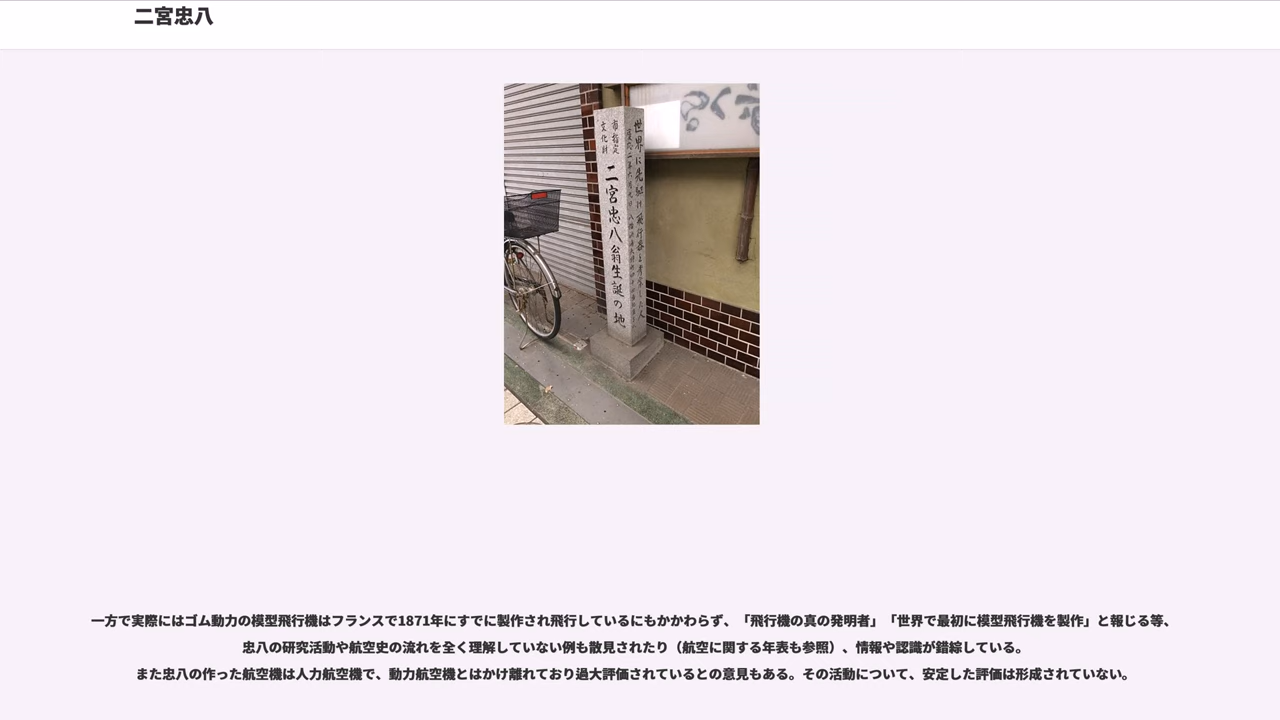 二宮忠八
市指定
文化財
二宮忠八翁生誕の地
世界に先駆け飛行器を考案した人
一方で実際にはゴム動力の模型飛行機はフランスで1871年にすでに製作され飛行しているにもかかわらず、「飛行機の真の発明者」「世界で最初に模型飛行機を製作」と報じる等、
忠八の研究活動や航空史の流れを全く理解していない例も散見されたり（航空に関する年表も参照）、情報や認識が錯綜している。
また忠八の作った航空機は人力航空機で、動力航空機とはかけ離れており過大評価されているとの意見もある。その活動について、安定した評価は形成されていない。